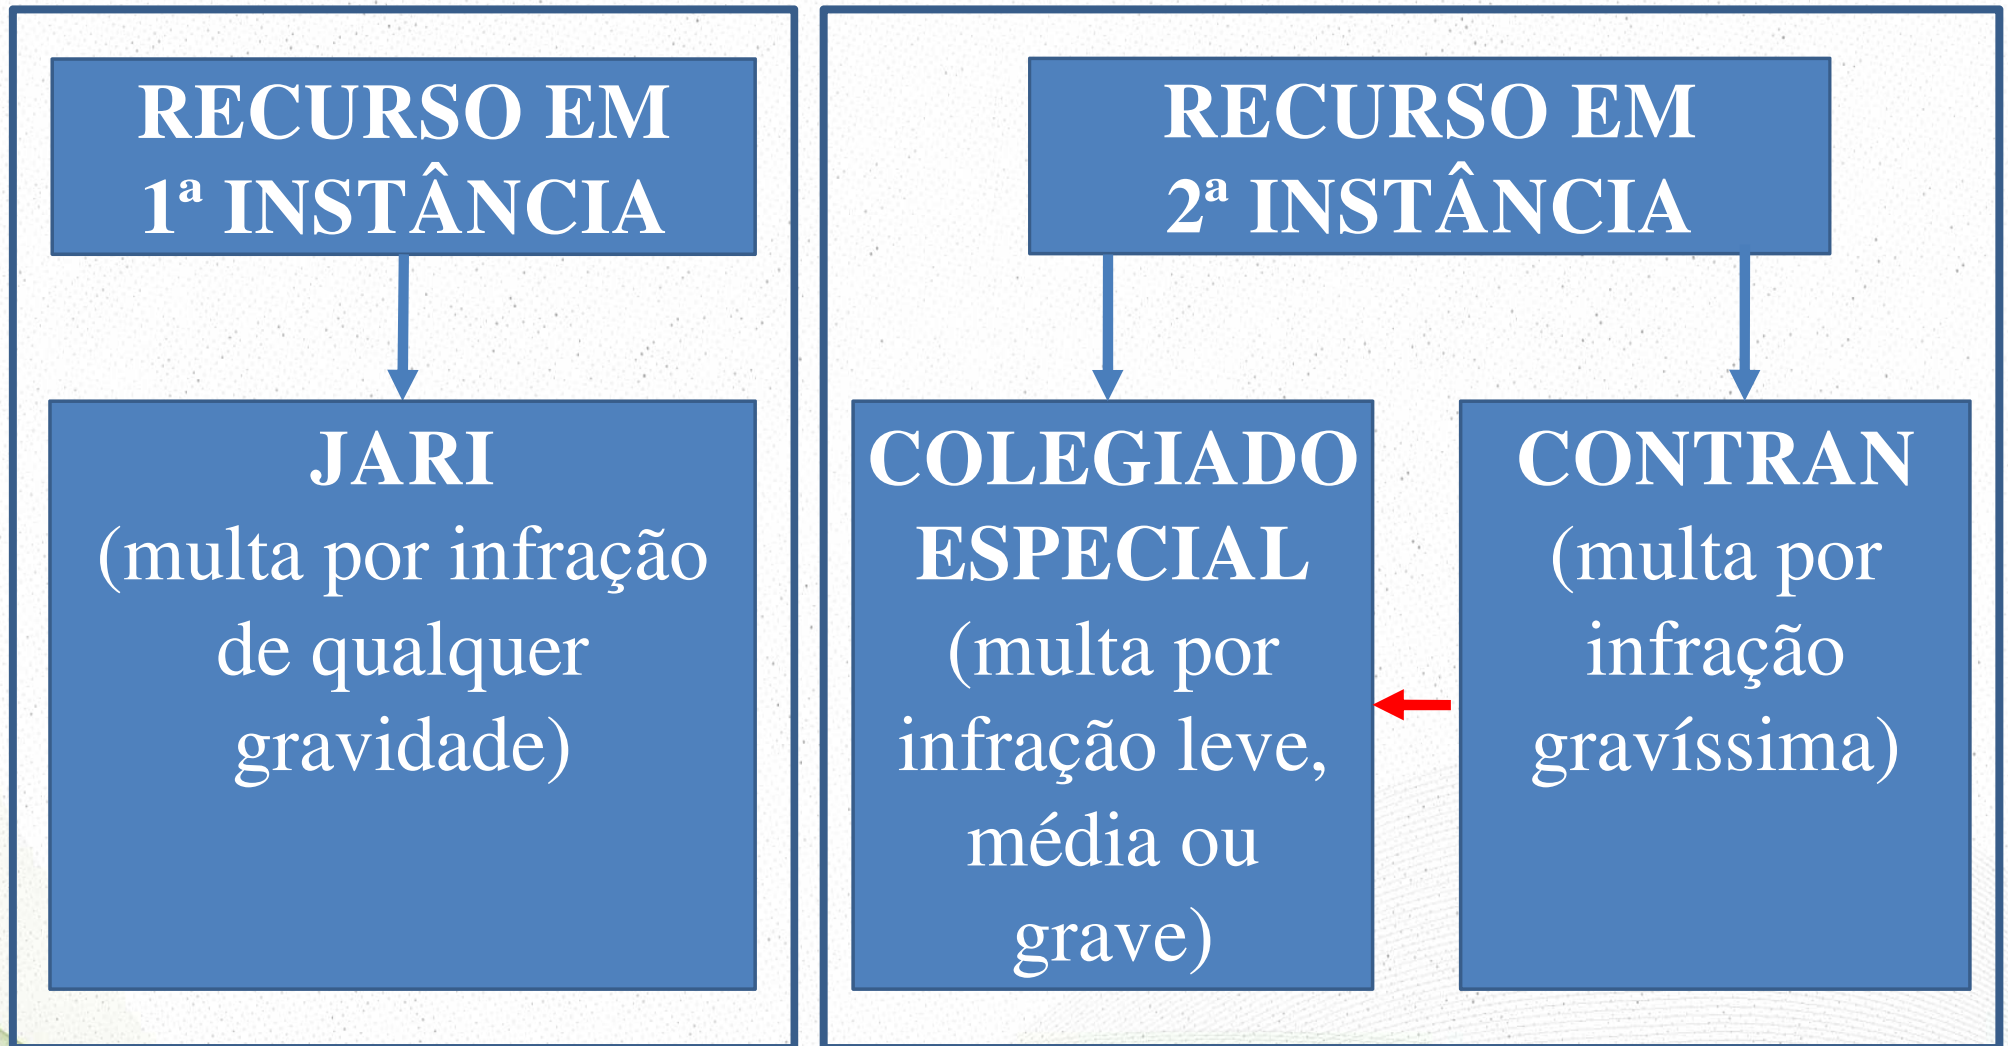 RECURSO EM
1ª INSTÂNCIA
JARI
(multa por infração
de qualquer
gravidade)
RECURSO EM
2ª INSTÂNCIA
COLEGIADO
ESPECIAL
(multa por
infração leve,
média ou
grave)
CONTRAN
(multa por
infração
gravíssima)